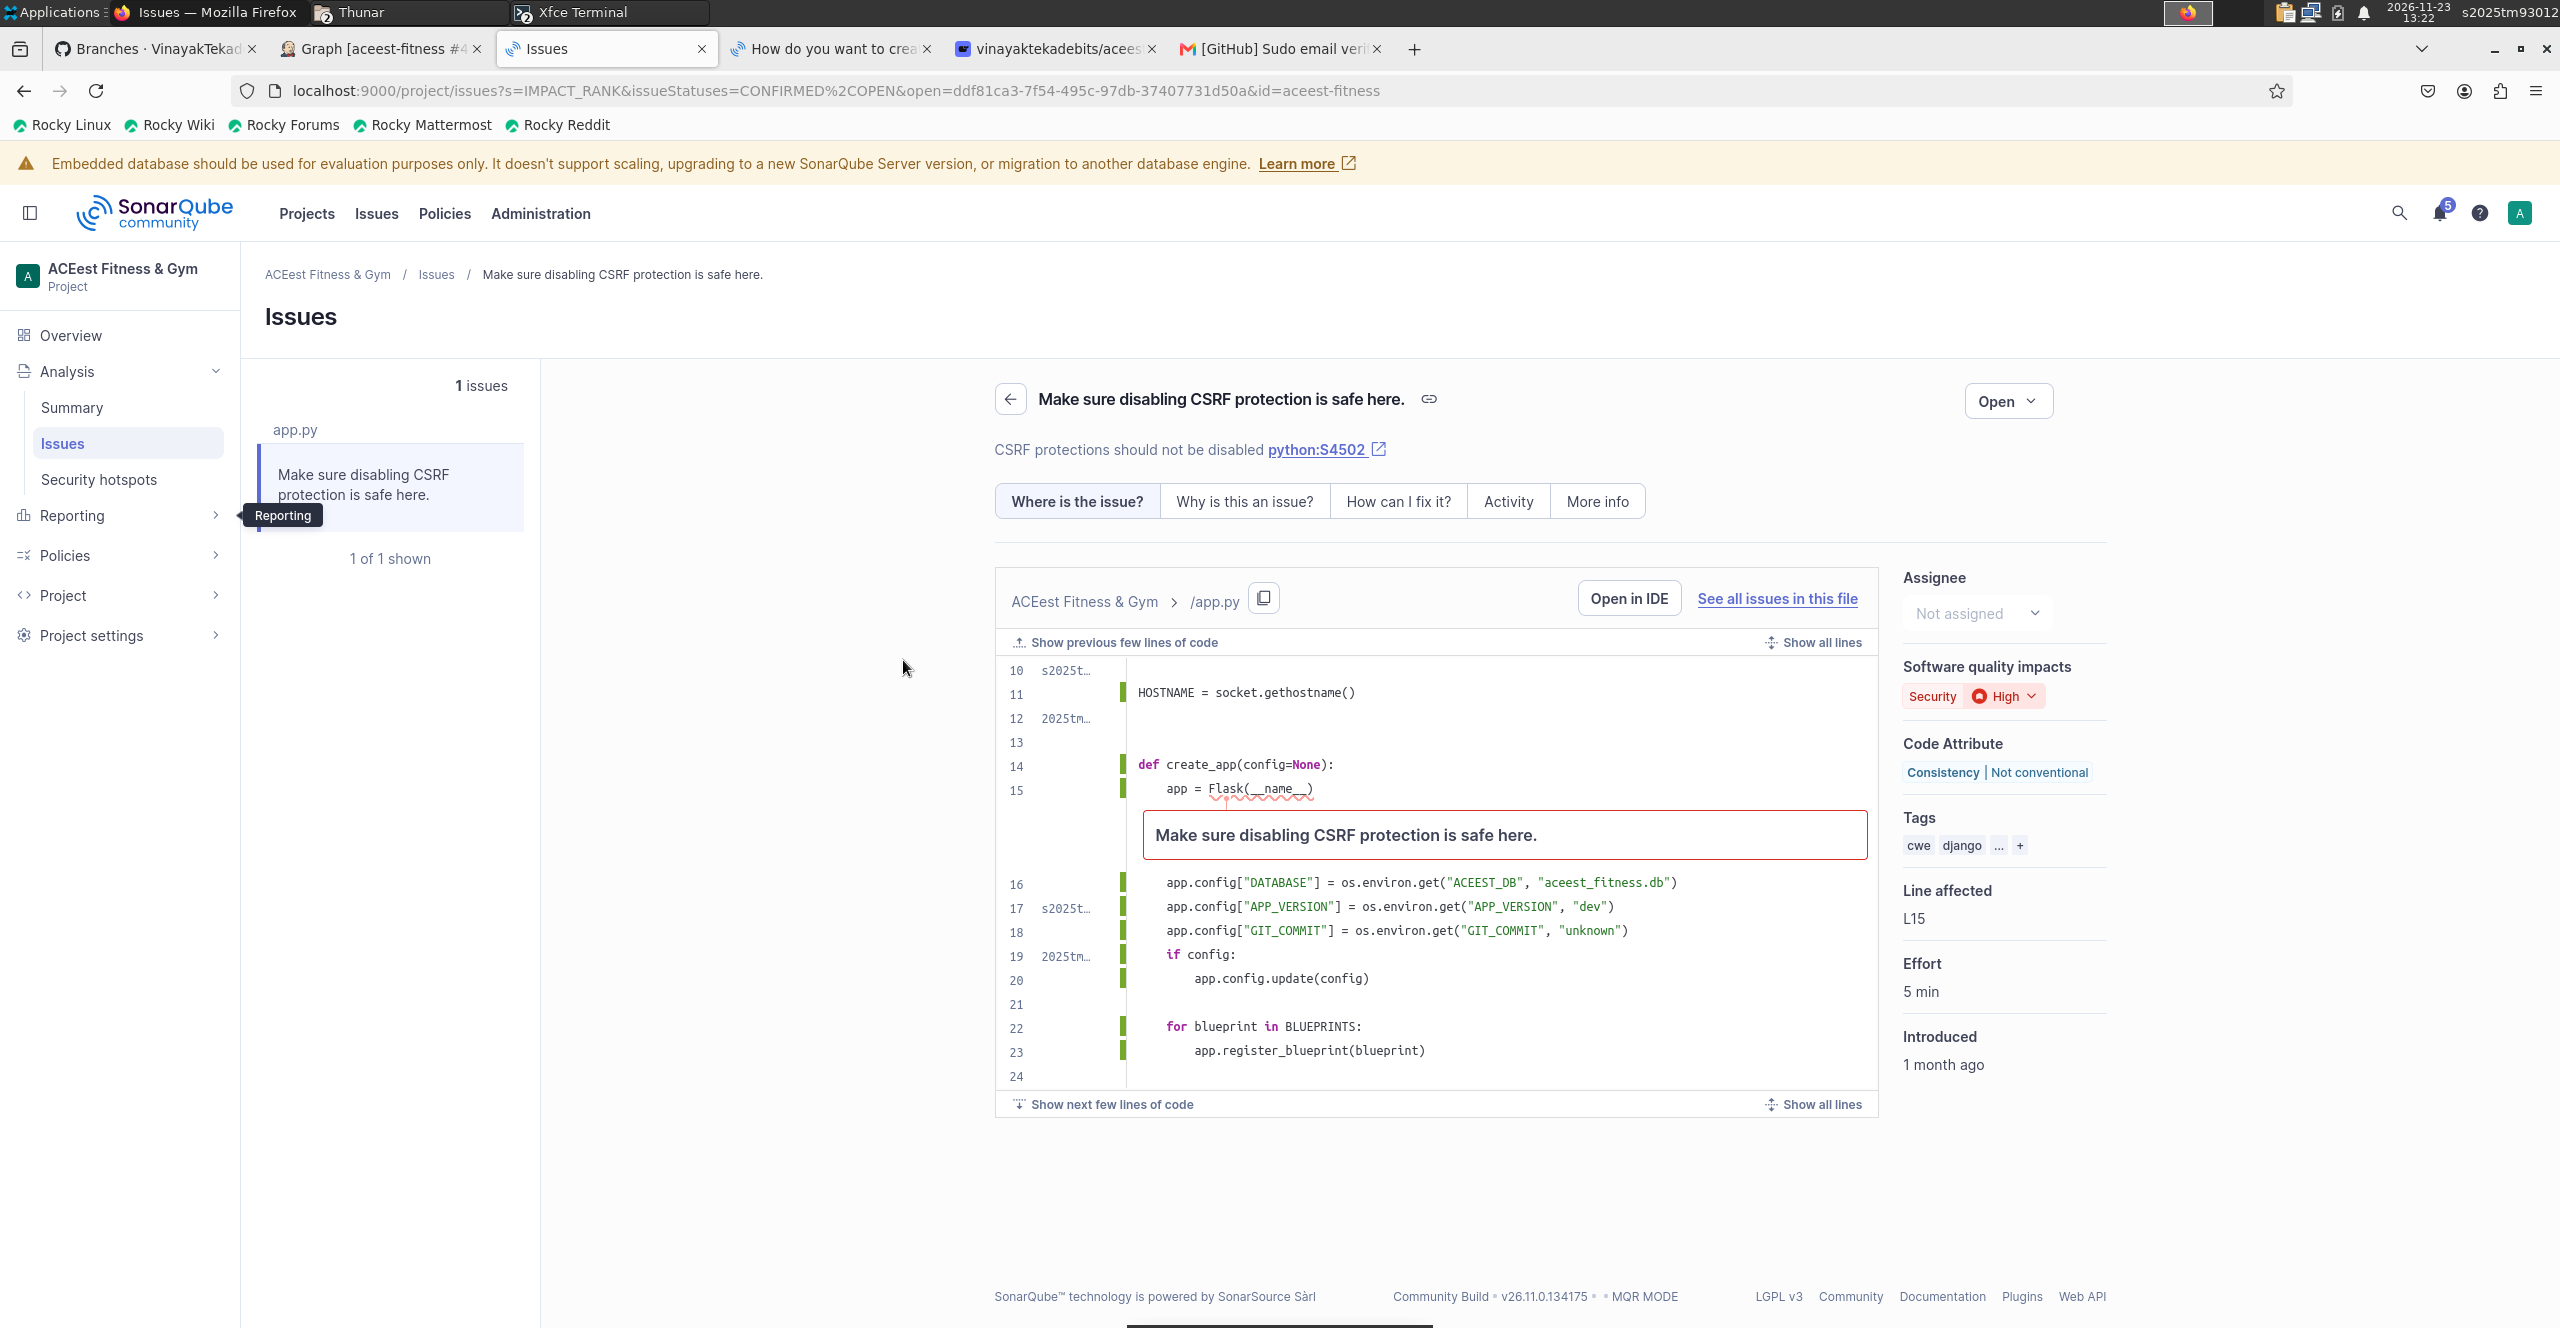 Applications
Issues — Mozilla Firefox
2
Thunar
2
Xfce Terminal
2026-11-23
13:22
s2025tm93012
Branches · VinayakTekad
Graph [aceest-fitness #4
Issues
How do you want to crea
vinayaktekadebits/acees
[GitHub] Sudo email veri
localhost:9000/project/issues?s=IMPACT_RANK&issueStatuses=CONFIRMED%2COPEN&open=ddf81ca3-7f54-495c-97db-37407731d50a&id=aceest-fitness
Rocky Linux
Rocky Wiki
Rocky Forums
Rocky Mattermost
Rocky Reddit
Embedded database should be used for evaluation purposes only. It doesn't support scaling, upgrading to a new SonarQube Server version, or migration to another database engine. Learn more
SonarQube community
Projects
Issues
Policies
Administration
5
A
A
ACEest Fitness & Gym
Project
Overview
Analysis
Summary
Issues
Security hotspots
Reporting
Reporting
Policies
Project
Project settings
ACEest Fitness & Gym / Issues / Make sure disabling CSRF protection is safe here.
Issues
1 issues
app.py
Make sure disabling CSRF
protection is safe here.
1 of 1 shown
Make sure disabling CSRF protection is safe here.
Open
CSRF protections should not be disabled python:S4502
Where is the issue?
Why is this an issue?
How can I fix it?
Activity
More info
ACEest Fitness & Gym > /app.py
Open in IDE
See all issues in this file
Show previous few lines of code
Show all lines
10 s2025t…
11 HOSTNAME = socket.gethostname()
12 2025tm…
13
14 def create_app(config=None):
15 app = Flask(__name__)
Make sure disabling CSRF protection is safe here.
16 app.config["DATABASE"] = os.environ.get("ACEEST_DB", "aceest_fitness.db")
17 s2025t… app.config["APP_VERSION"] = os.environ.get("APP_VERSION", "dev")
18 app.config["GIT_COMMIT"] = os.environ.get("GIT_COMMIT", "unknown")
19 2025tm… if config:
20 app.config.update(config)
21
22 for blueprint in BLUEPRINTS:
23 app.register_blueprint(blueprint)
24
Show next few lines of code
Show all lines
Assignee
Not assigned
Software quality impacts
Security High
Code Attribute
Consistency | Not conventional
Tags
cwe django ... +
Line affected
L15
Effort
5 min
Introduced
1 month ago
SonarQube™ technology is powered by SonarSource Sàrl
Community Build • v26.11.0.134175 • • MQR MODE
LGPL v3
Community
Documentation
Plugins
Web API